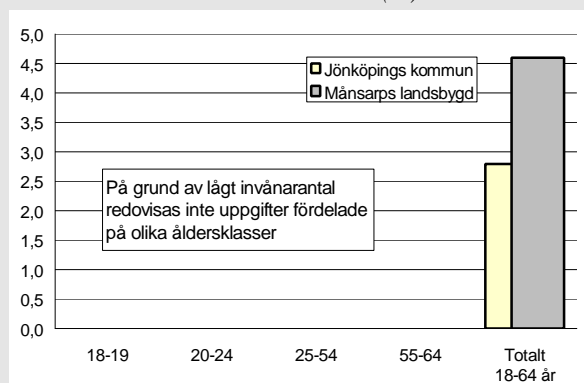 5,0
4,5
4,0
3,5
3,0
2,5
2,0
1,5
1,0
0,5
0,0
Jönköpings kommun
Månsarps landsbygd
På grund av lågt invånarantal
redovisas inte uppgifter fördelade
på olika åldersklasser
18-19 20-24 25-54 55-64 Totalt
18-64 år